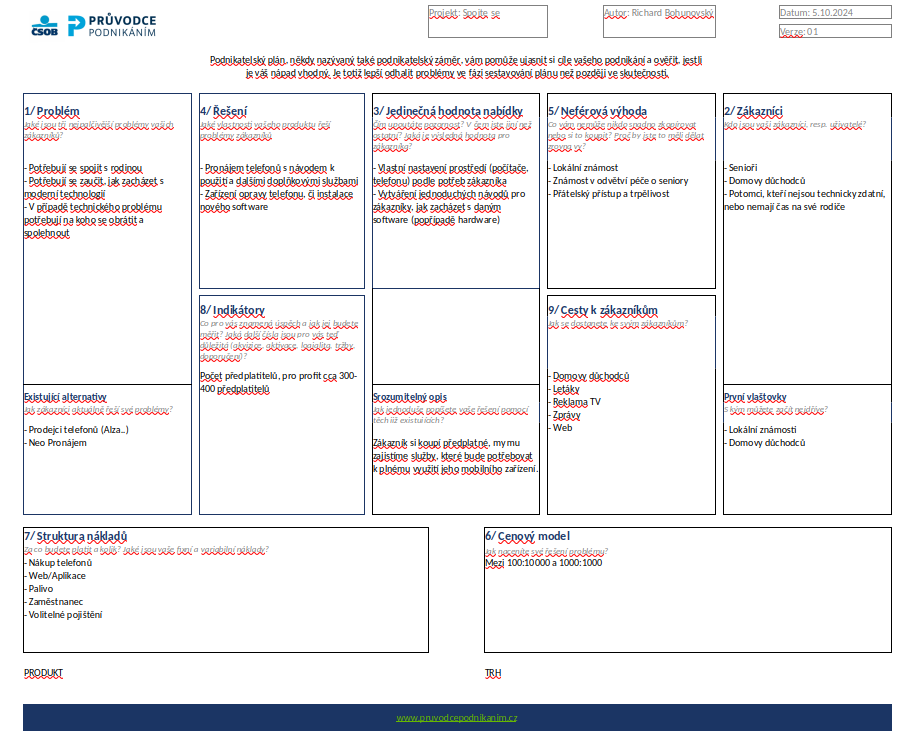 ČSOB
PRŮVODCE
PODNIKÁNÍM
Projekt: Spojte se
Autor: Richard Bohunovský
Datum: 5.10.2024
Verze: 01
Podnikatelský plán, někdy nazývaný také podnikatelský záměr, vám pomůže ujasnit si cíle vašeho podnikání a ověřit, jestli
je váš nápad vhodný. Je totiž lepší odhalit problémy ve fázi sestavování plánu než později ve skutečnosti.
1/ Problém
Jaké jsou tři nejpalčivější problémy vašich
zákazníků?
- Potřebují se spojit s rodinou
- Potřebují se zaučit, jak zacházet s
moderní technologií
- V případě technického problému
potřebují na koho se obrátit a
spolehnout
Existující alternativy
Jak zákazníci aktuálně řeší své problémy?
- Prodejci telefonů (Alza..)
- Neo Pronájem
4/ Řešení
Jaké vlastnosti vašeho produktu řeší
problémy zákazníků.
- Pronájem telefonů s návodem k
použití a dalšími doplňkovými službami
- Zařízení opravy telefonu, či instalace
nového software
8/ Indikátory
Co pro vás znamená úspěch a jak jej budete
měřit? Jaká další čísla jsou pro vás teď
důležitá (akvizice, aktivace, loajalita, tržby,
doporučení)?
Počet předplatitelů, pro profit cca 300-
400 předplatitelů
3/ Jedinečná hodnota nabídky
Čím upoutáte pozornost? V čem jste jiní než
ostatní? Jaká je výsledná hodnota pro
zákazníka?
- Vlastní nastavení prostředí (počítače,
telefonu) podle potřeb zákazníka
- Vytváření jednoduchých návodů pro
zákazníky, jak zacházet s daným
software (popřípadě hardware)
Srozumitelný opis
Jak jednoduše popíšete vaše řešení pomocí
těch již existujících?
Zákazník si koupí předplatné, my mu
zajistíme služby, které bude potřebovat
k plnému využití jeho mobilního zařízení.
5/ Neférová výhoda
Co vám nemůže nikdo snadno zkopírovat
nebo si to koupit? Proč byste to měli dělat
zrovna vy?
- Lokální známost
- Známost v odvětví péče o seniory
- Přátelský přístup a trpělivost
9/ Cesty k zákazníkům
Jak se dostanete ke svým zákazníkům?
- Domovy důchodců
- Letáky
- Reklama TV
- Zprávy
- Web
2/ Zákazníci
Kdo jsou vaši zákazníci, resp. uživatelé?
- Senioři
- Domovy důchodců
- Potomci, kteří nejsou technicky zdatní,
nebo nemají čas na své rodiče
První vlaštovky
S kým můžete začít nejdříve?
- Lokální známosti
- Domovy důchodců
7/ Struktura nákladů
Za co budete platit a kolik? Jaké jsou vaše fixní a variabilní náklady?
- Nákup telefonů
- Web/Aplikace
- Palivo
- Zaměstnanec
- Volitelné pojištění
6/ Cenový model
Jak naceníte své řešení problému?
Mezi 100:10000 a 1000:1000
PRODUKT
TRH
www.pruvodcepodnikanim.cz